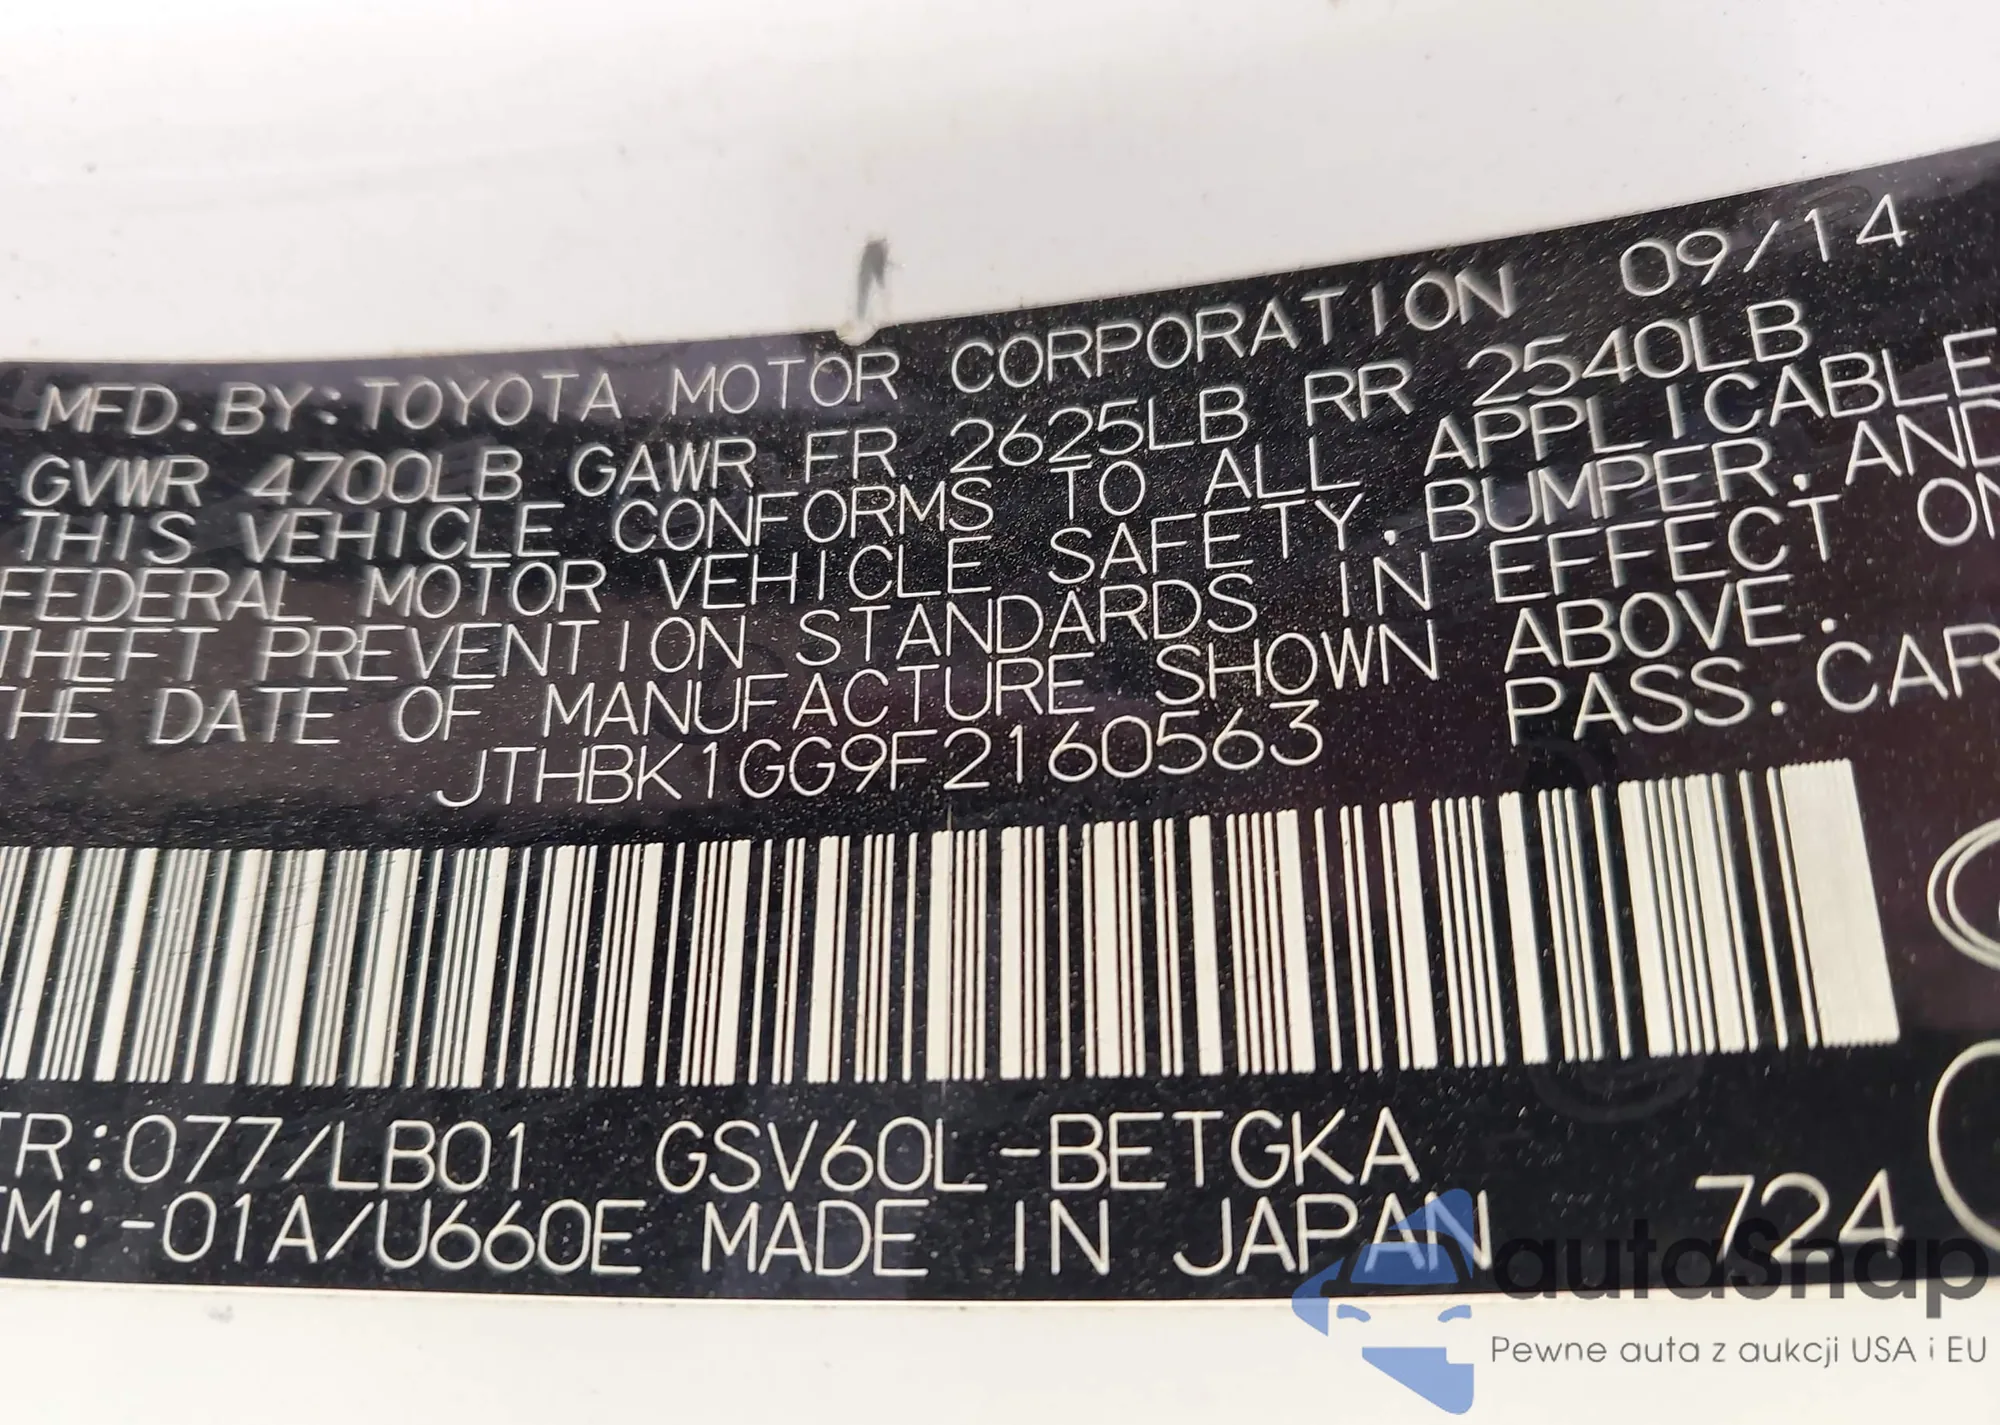 MFD. BY: TOYOTA MOTOR CORPORATION 09/14
GVWR 4700LB GAWR FR. 2625LB RR 2540LB
THIS VEHICLE CONFORMS TO ALL APPLICABLE
FEDERAL MOTOR VEHICLE SAFETY, BUMPER, AND
THEFT PREVENTION STANDARDS IN EFFECT ON
THE DATE OF MANUFACTURE SHOWN ABOVE.
JTHBK1GG9F2160563 PASS. CAR
TR:077/LB01 GSV60L-BETGKA
TM:-01A/U660E MADE IN JAPAN 724
autaSnap
Pewne auta z aukcji USA i EU